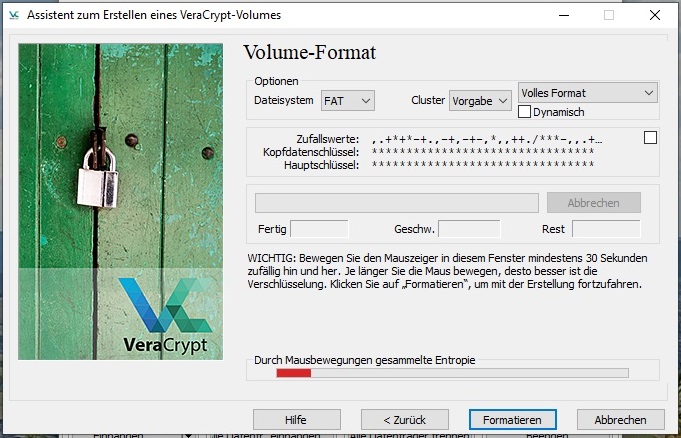 Assistent zum Erstellen eines VeraCrypt-Volumes
Volume-Format
Optionen
Dateisystem FAT Cluster Vorgabe Volles Format
Dynamisch
Zufallswerte: ,.+*+*-+.,-+,-+-,*,,++./***-,,.+...
Kopfdatenschlüssel: ********************************
Hauptschlüssel: ********************************
Abbrechen
Fertig Geschw. Rest
WICHTIG: Bewegen Sie den Mauszeiger in diesem Fenster mindestens 30 Sekunden
zufällig hin und her. Je länger Sie die Maus bewegen, desto besser ist die
Verschlüsselung. Klicken Sie auf „Formatieren“, um mit der Erstellung fortzufahren.
VeraCrypt
Durch Mausbewegungen gesammelte Entropie
Hilfe < Zurück Formatieren Abbrechen